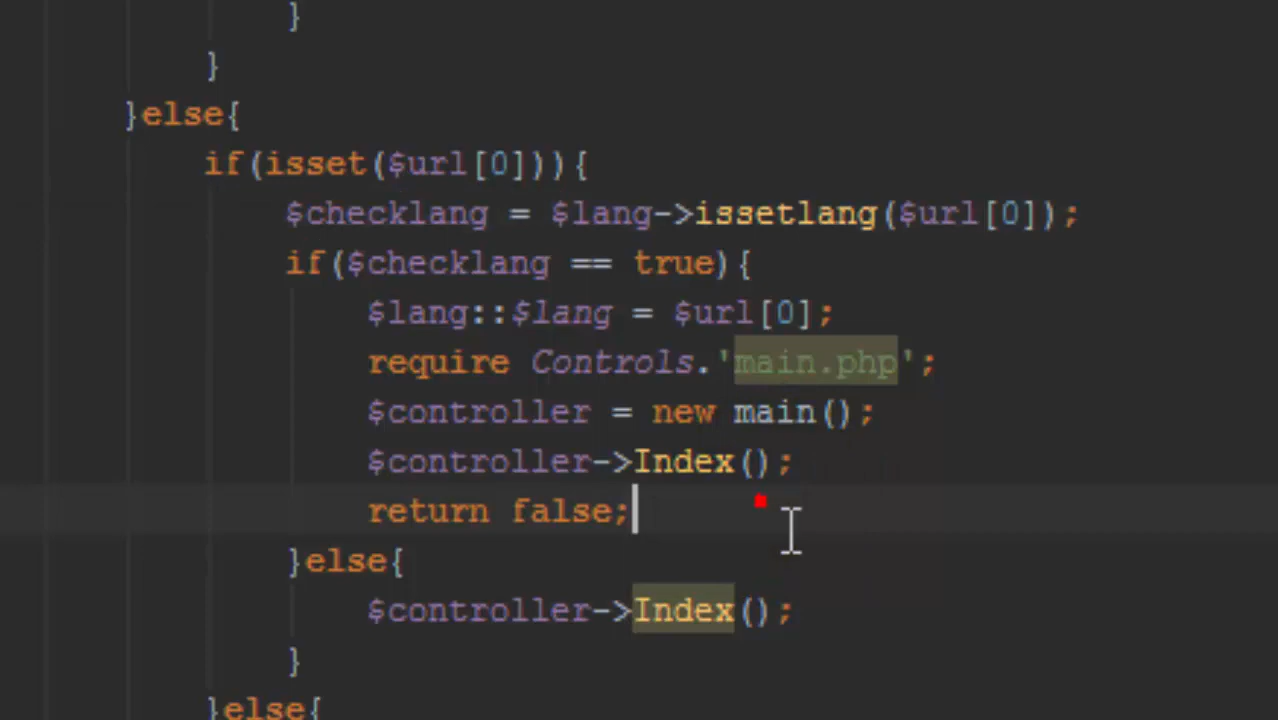 }
}
}else{
if(isset($url[0])){
$checklang = $lang->issetlang($url[0]);
if($checklang == true){
$lang::$lang = $url[0];
require Controls.'main.php';
$controller = new main();
$controller->Index();
return false;
}else{
$controller->Index();
}
}else{